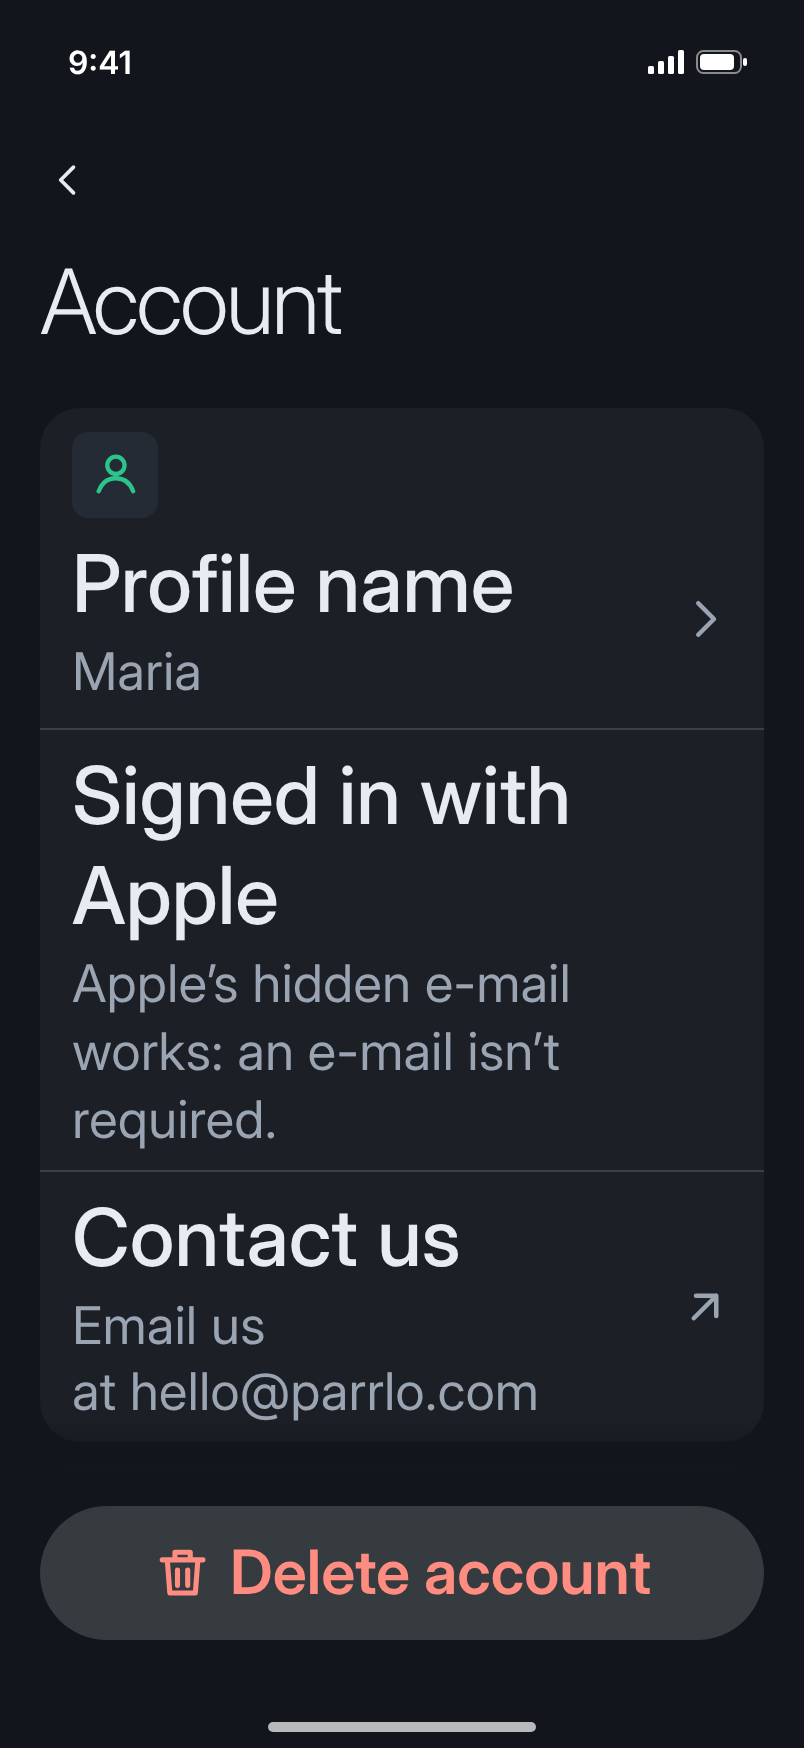 9:41
Account
Profile name
Maria
Signed in with
Apple
Apple’s hidden e-mail
works: an e-mail isn’t
required.
Contact us
Email us
at hello@parrlo.com
Delete account